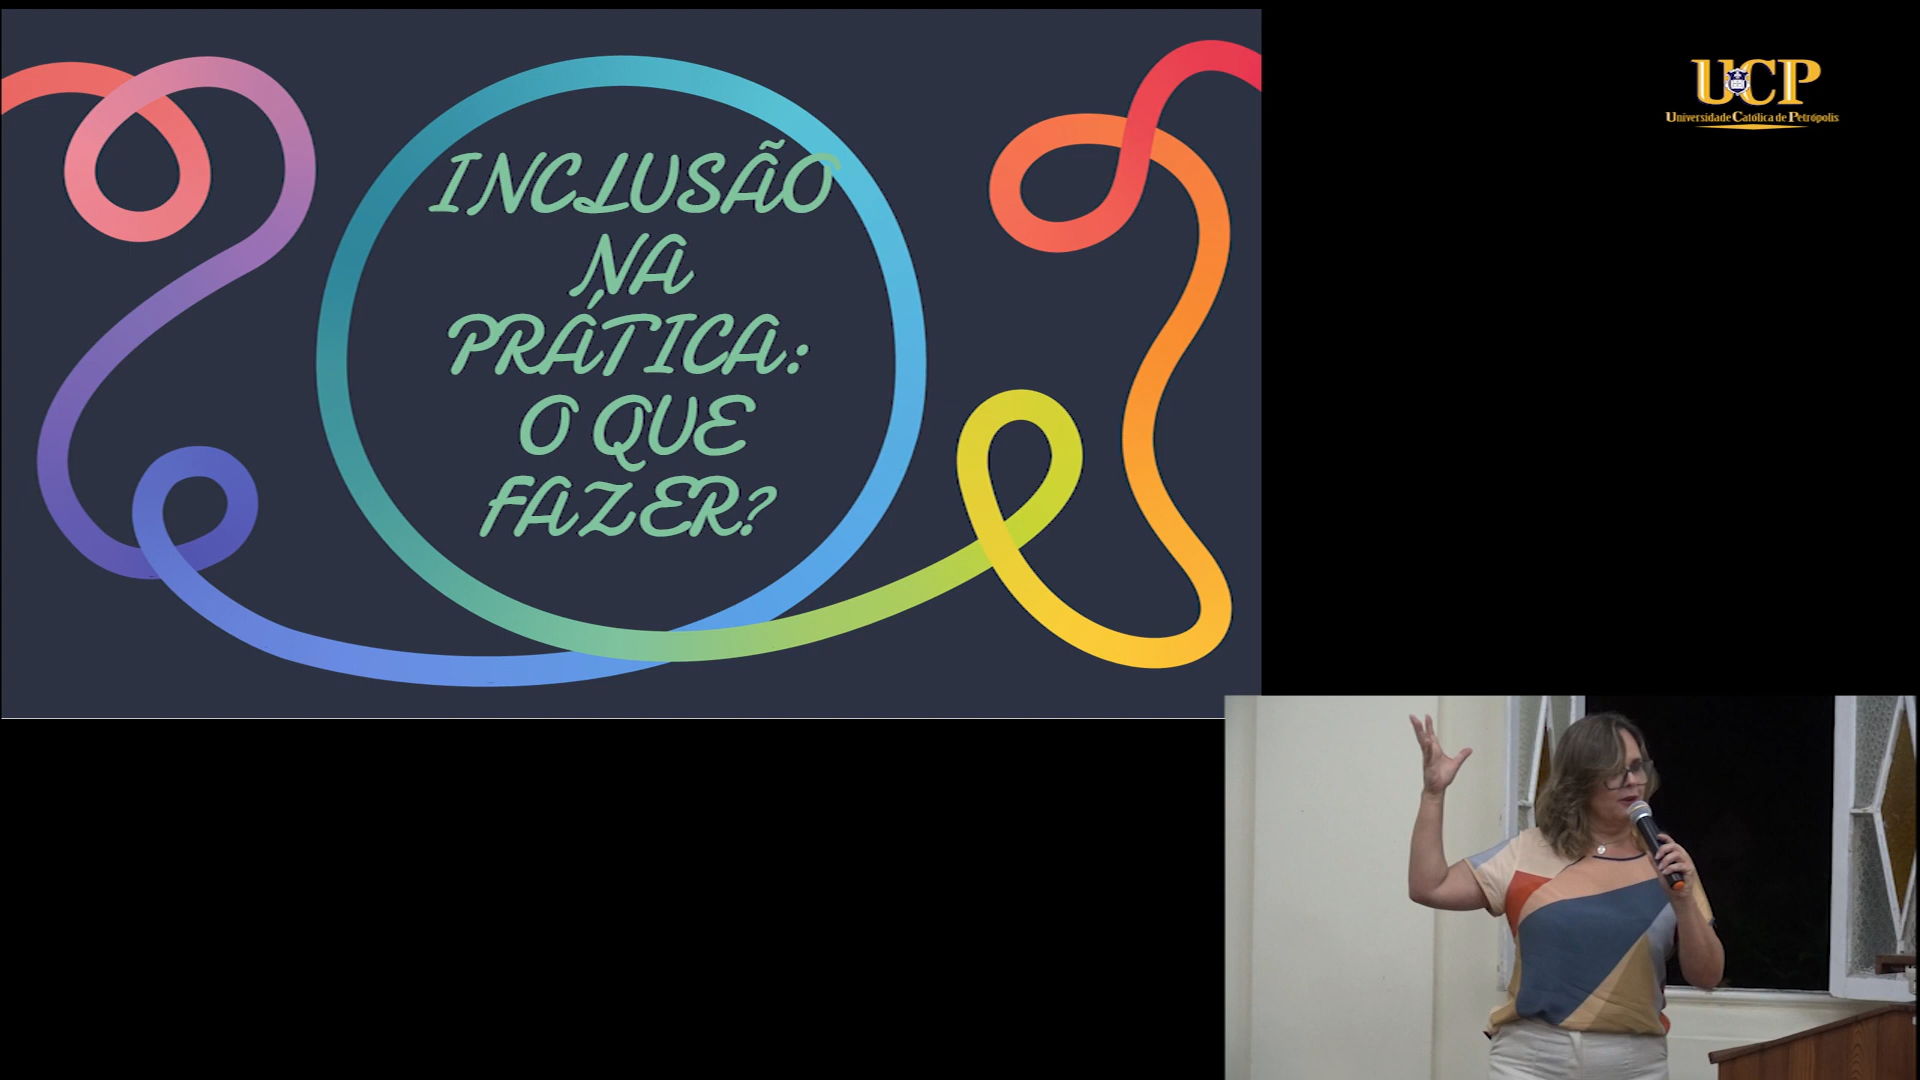 INCLUSÃO
NA
PRÁTICA:
O QUE
FAZER?
UCP
Universidade Católica de Petrópolis